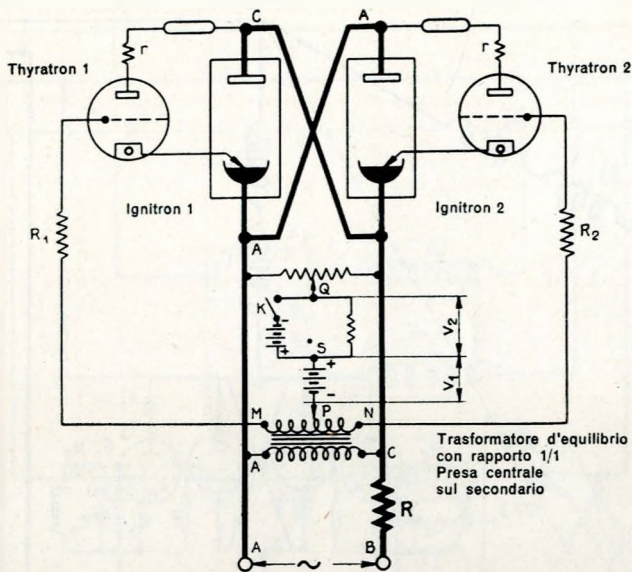 C
A
r
r
Thyratron 1
Thyratron 2
Ignitron 1
Ignitron 2
R₁
R₂
A
Q
K
-
+
S
+
-
V₂
V₁
M
P
N
A
C
Trasformatore d'equilibrio
con rapporto 1/1
Presa centrale
sul secondario
R
A
B
~